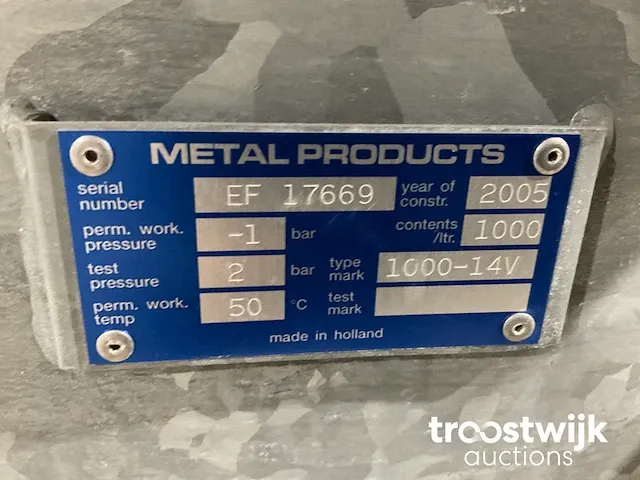 METAL PRODUCTS
serial number EF 17669 year of constr. 2005
perm. work. pressure -1 bar contents /ltr. 1000
test pressure 2 bar type mark 1000-14V
perm. work. temp 50 °C test mark
made in holland
troostwijk
auctions